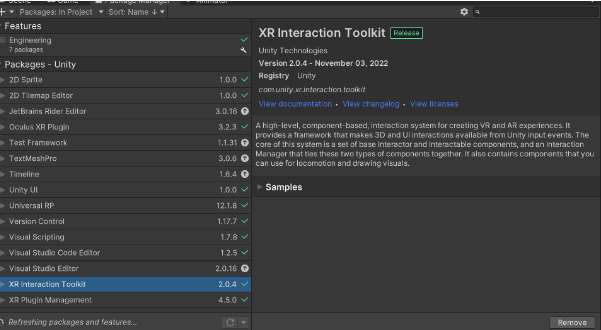 Package Manager
Animator
Packages: In Project
Sort: Name ↓
Features
Engineering
7 packages
Packages - Unity
2D Sprite 1.0.0
2D Tilemap Editor 1.0.0
JetBrains Rider Editor 3.0.16
Oculus XR Plugin 3.2.3
Test Framework 1.1.31
TextMeshPro 3.0.6
Timeline 1.6.4
Unity UI 1.0.0
Universal RP 12.1.8
Version Control 1.17.7
Visual Scripting 1.7.8
Visual Studio Code Editor 1.2.5
Visual Studio Editor 2.0.16
XR Interaction Toolkit 2.0.4
XR Plugin Management 4.5.0
Refreshing packages and features...
XR Interaction Toolkit Release
Unity Technologies
Version 2.0.4 - November 03, 2022
Registry Unity
com.unity.xr.interaction.toolkit
View documentation • View changelog • View licenses
A high-level, component-based, interaction system for creating VR and AR experiences. It
provides a framework that makes 3D and UI interactions available from Unity input events. The
core of this system is a set of base Interactor and Interactable components, and an Interaction
Manager that ties these two types of components together. It also contains components that you
can use for locomotion and drawing visuals.
Samples
Remove